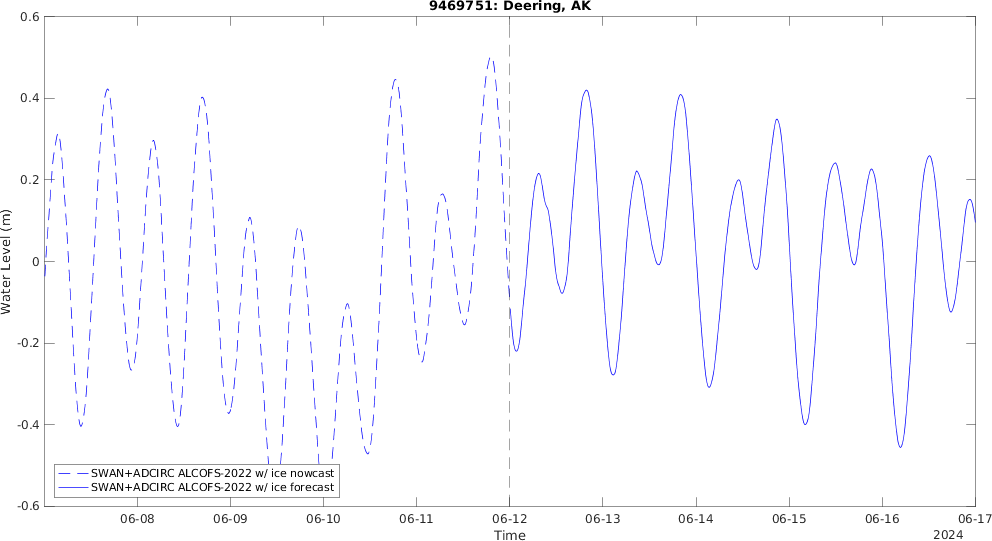 9469751: Deering, AK
0.6
0.4
0.2
0
-0.2
-0.4
-0.6
Water Level (m)
SWAN+ADCIRC ALCOFS-2022 w/ ice nowcast
SWAN+ADCIRC ALCOFS-2022 w/ ice forecast
06-08 06-09 06-10 06-11 06-12 06-13 06-14 06-15 06-16 06-17
Time
2024